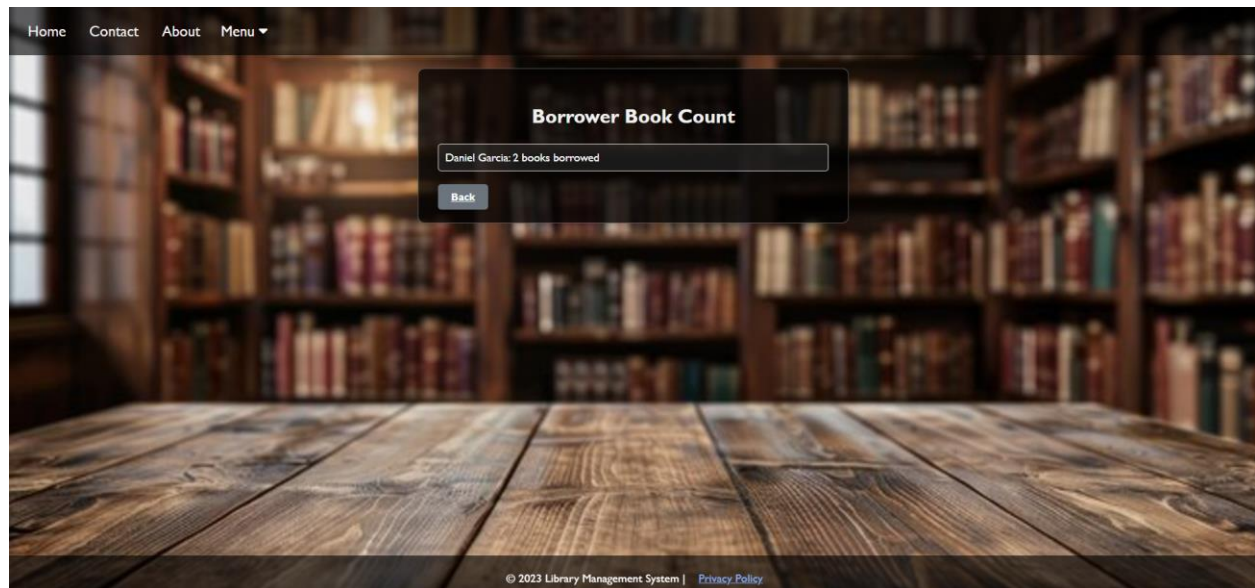 Home Contact About Menu
Borrower Book Count
Daniel Garcia: 2 books borrowed
Back
© 2023 Library Management System | Privacy Policy